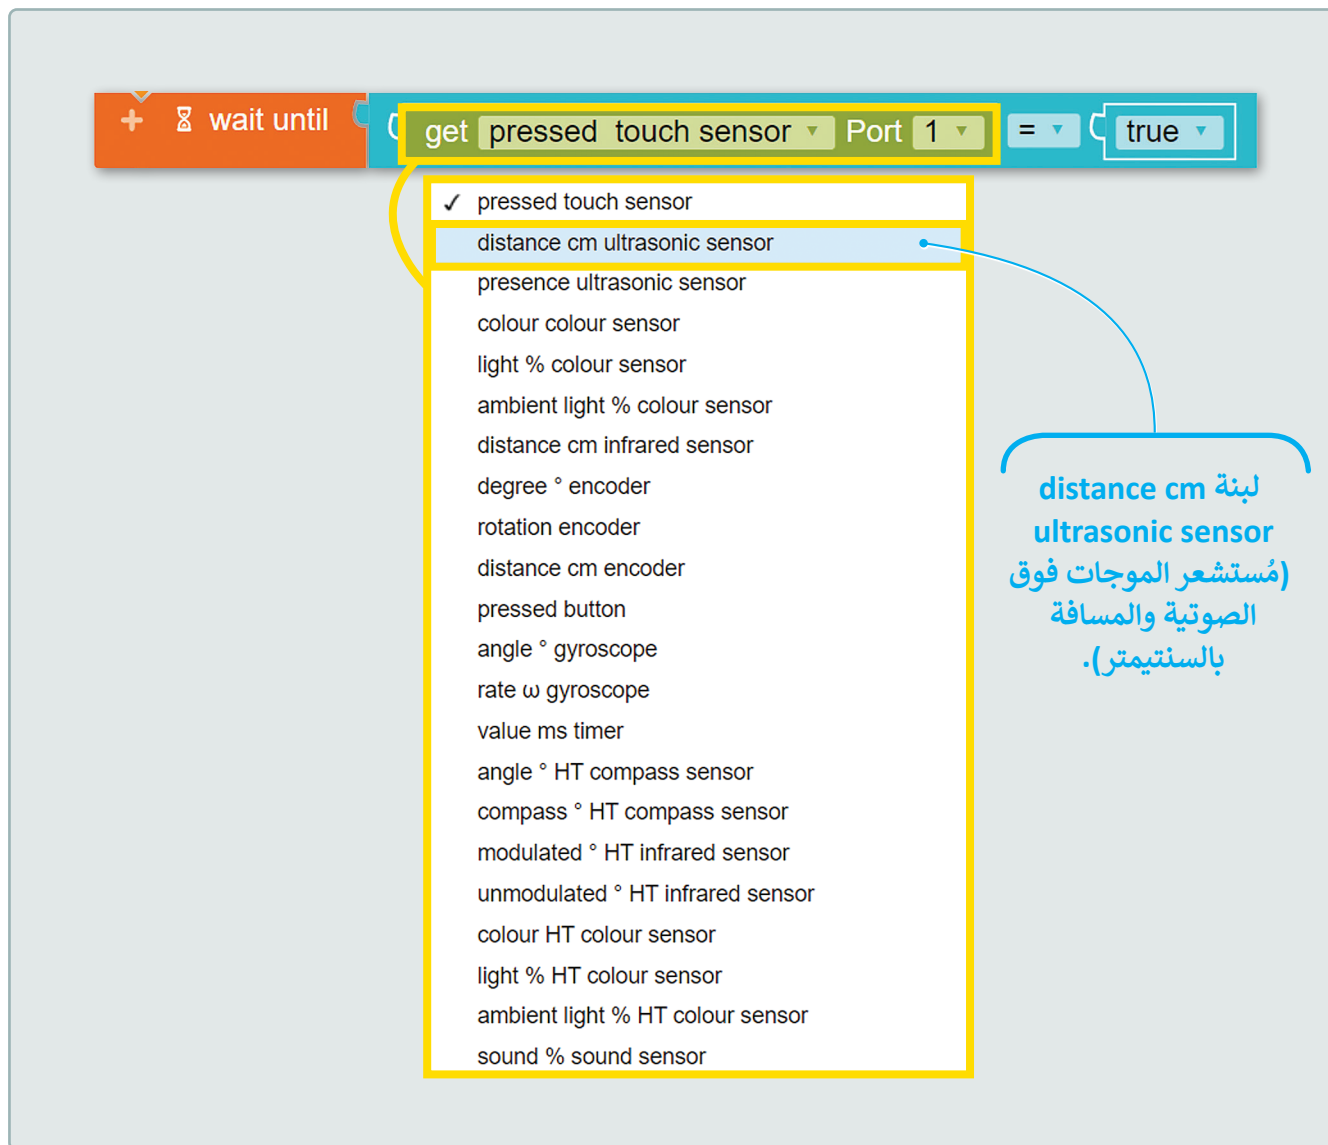 + wait until get pressed touch sensor Port 1 = true
✓ pressed touch sensor
distance cm ultrasonic sensor
presence ultrasonic sensor
colour colour sensor
light % colour sensor
ambient light % colour sensor
distance cm infrared sensor
degree ° encoder
rotation encoder
distance cm encoder
pressed button
angle ° gyroscope
rate ω gyroscope
value ms timer
angle ° HT compass sensor
compass ° HT compass sensor
modulated ° HT infrared sensor
unmodulated ° HT infrared sensor
colour HT colour sensor
light % HT colour sensor
ambient light % HT colour sensor
sound % sound sensor
لبنة distance cm
ultrasonic sensor
(مُستشعر الموجات فوق
الصوتية والمسافة
بالسنتيمتر).